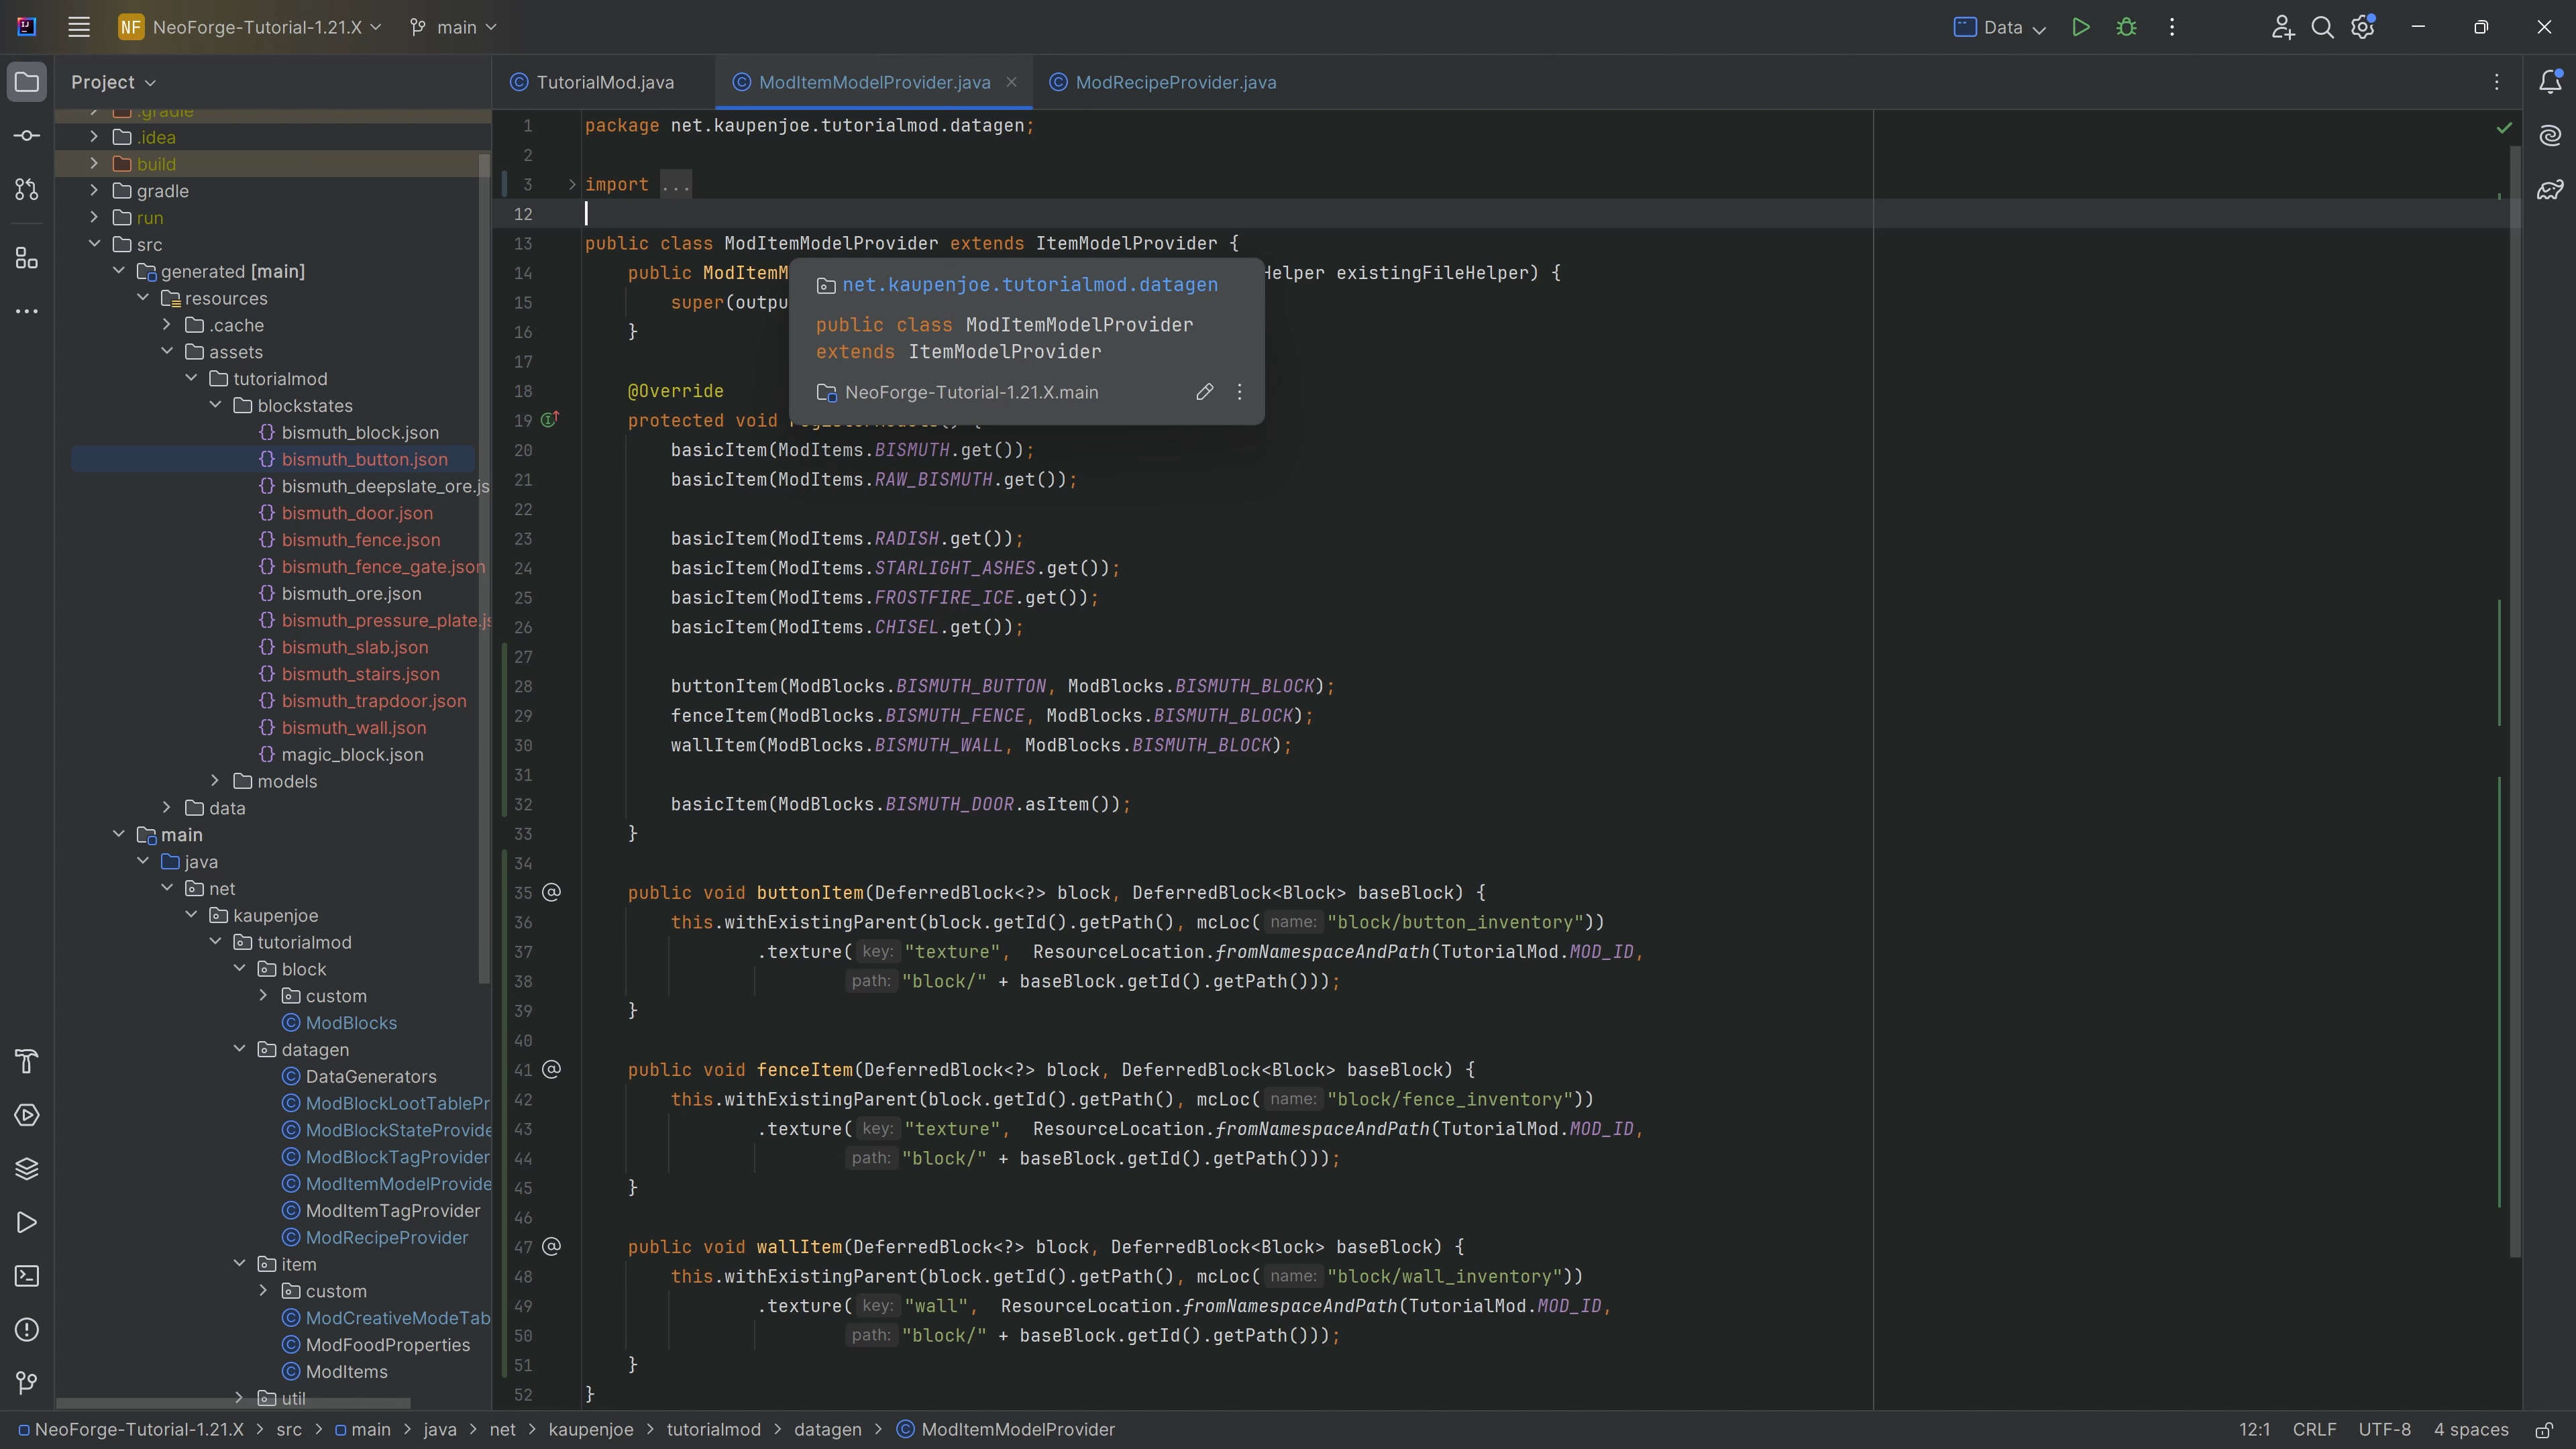 NF NeoForge-Tutorial-1.21.X main Data
Project
TutorialMod.java ModItemModelProvider.java ModRecipeProvider.java
.gradle
.idea
build
gradle
run
src
generated [main]
resources
.cache
assets
tutorialmod
blockstates
bismuth_block.json
bismuth_button.json
bismuth_deepslate_ore.js
bismuth_door.json
bismuth_fence.json
bismuth_fence_gate.json
bismuth_ore.json
bismuth_pressure_plate.js
bismuth_slab.json
bismuth_stairs.json
bismuth_trapdoor.json
bismuth_wall.json
magic_block.json
models
data
main
java
net
kaupenjoe
tutorialmod
block
custom
ModBlocks
datagen
DataGenerators
ModBlockLootTablePr
ModBlockStateProvide
ModBlockTagProvider
ModItemModelProvide
ModItemTagProvider
ModRecipeProvider
item
custom
ModCreativeModeTab
ModFoodProperties
ModItems
util
1 package net.kaupenjoe.tutorialmod.datagen;
2
3 import ...
12
13 public class ModItemModelProvider extends ItemModelProvider {
14 public ModItemM Helper existingFileHelper) {
15 super(outpu
16 }
17
18 @Override
19 protected void
20 basicItem(ModItems.BISMUTH.get());
21 basicItem(ModItems.RAW_BISMUTH.get());
22
23 basicItem(ModItems.RADISH.get());
24 basicItem(ModItems.STARLIGHT_ASHES.get());
25 basicItem(ModItems.FROSTFIRE_ICE.get());
26 basicItem(ModItems.CHISEL.get());
27
28 buttonItem(ModBlocks.BISMUTH_BUTTON, ModBlocks.BISMUTH_BLOCK);
29 fenceItem(ModBlocks.BISMUTH_FENCE, ModBlocks.BISMUTH_BLOCK);
30 wallItem(ModBlocks.BISMUTH_WALL, ModBlocks.BISMUTH_BLOCK);
31
32 basicItem(ModBlocks.BISMUTH_DOOR.asItem());
33 }
34
35 @ public void buttonItem(DeferredBlock<?> block, DeferredBlock<Block> baseBlock) {
36 this.withExistingParent(block.getId().getPath(), mcLoc( name: "block/button_inventory"))
37 .texture( key: "texture", ResourceLocation.fromNamespaceAndPath(TutorialMod.MOD_ID,
38 path: "block/" + baseBlock.getId().getPath()));
39 }
40
41 @ public void fenceItem(DeferredBlock<?> block, DeferredBlock<Block> baseBlock) {
42 this.withExistingParent(block.getId().getPath(), mcLoc( name: "block/fence_inventory"))
43 .texture( key: "texture", ResourceLocation.fromNamespaceAndPath(TutorialMod.MOD_ID,
44 path: "block/" + baseBlock.getId().getPath()));
45 }
46
47 @ public void wallItem(DeferredBlock<?> block, DeferredBlock<Block> baseBlock) {
48 this.withExistingParent(block.getId().getPath(), mcLoc( name: "block/wall_inventory"))
49 .texture( key: "wall", ResourceLocation.fromNamespaceAndPath(TutorialMod.MOD_ID,
50 path: "block/" + baseBlock.getId().getPath()));
51 }
52 }
net.kaupenjoe.tutorialmod.datagen
public class ModItemModelProvider
extends ItemModelProvider
NeoForge-Tutorial-1.21.X.main
NeoForge-Tutorial-1.21.X > src > main > java > net > kaupenjoe > tutorialmod > datagen > ModItemModelProvider 12:1 CRLF UTF-8 4 spaces